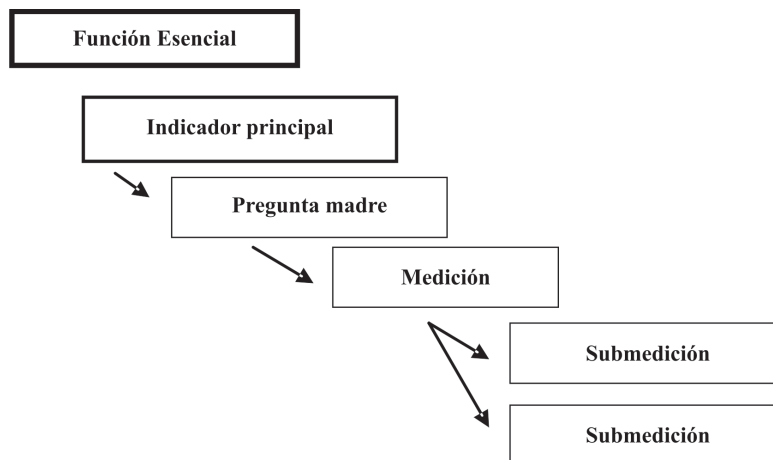 Función Esencial
Indicador principal
Pregunta madre
Medición
Submedición
Submedición